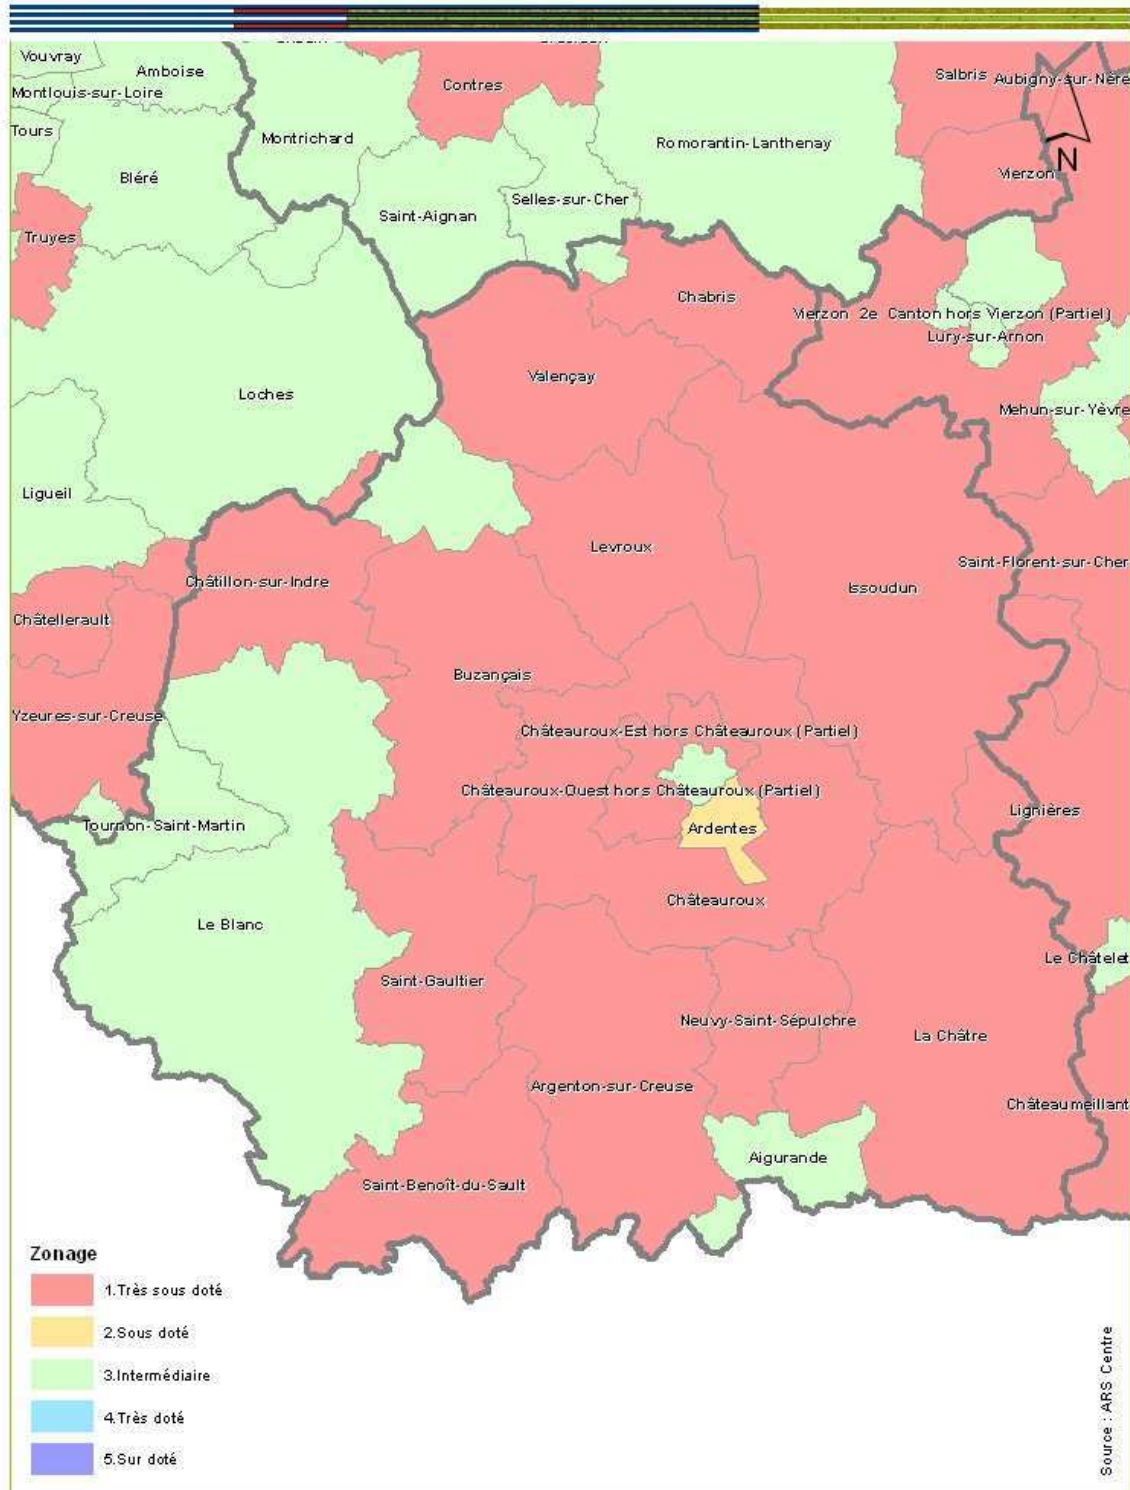 Vouvray
Amboise
Montlouis-sur-Loire
Tours
Bléré
Truyes
Montrichard
Contres
Saint-Aignan
Selles-sur-Cher
Romorantin-Lanthenay
Salbris
Aubigny-sur-Nère
Vierzon
N
Chabris
Vierzon 2e Canton hors Vierzon (Partiel)
Lury-sur-Arnon
Valençay
Loches
Mehun-sur-Yèvre
Ligueil
Levroux
Saint-Florent-sur-Cher
Châtillon-sur-Indre
Issoudun
Châtellerault
Buzançais
Yzeures-sur-Creuse
Châteauroux-Est hors Châteauroux (Partiel)
Châteauroux-Ouest hors Châteauroux (Partiel)
Lignières
Tournon-Saint-Martin
Ardentes
Châteauroux
Le Blanc
Le Châtelet
Saint-Gaultier
Neuvy-Saint-Sépulchre
La Châtre
Argenton-sur-Creuse
Châteaumeillant
Aigurande
Saint-Benoît-du-Sault
Zonage
1.Très sous doté
2.Sous doté
3.Intermédiaire
4.Très doté
5.Sur doté
Source : ARS Centre